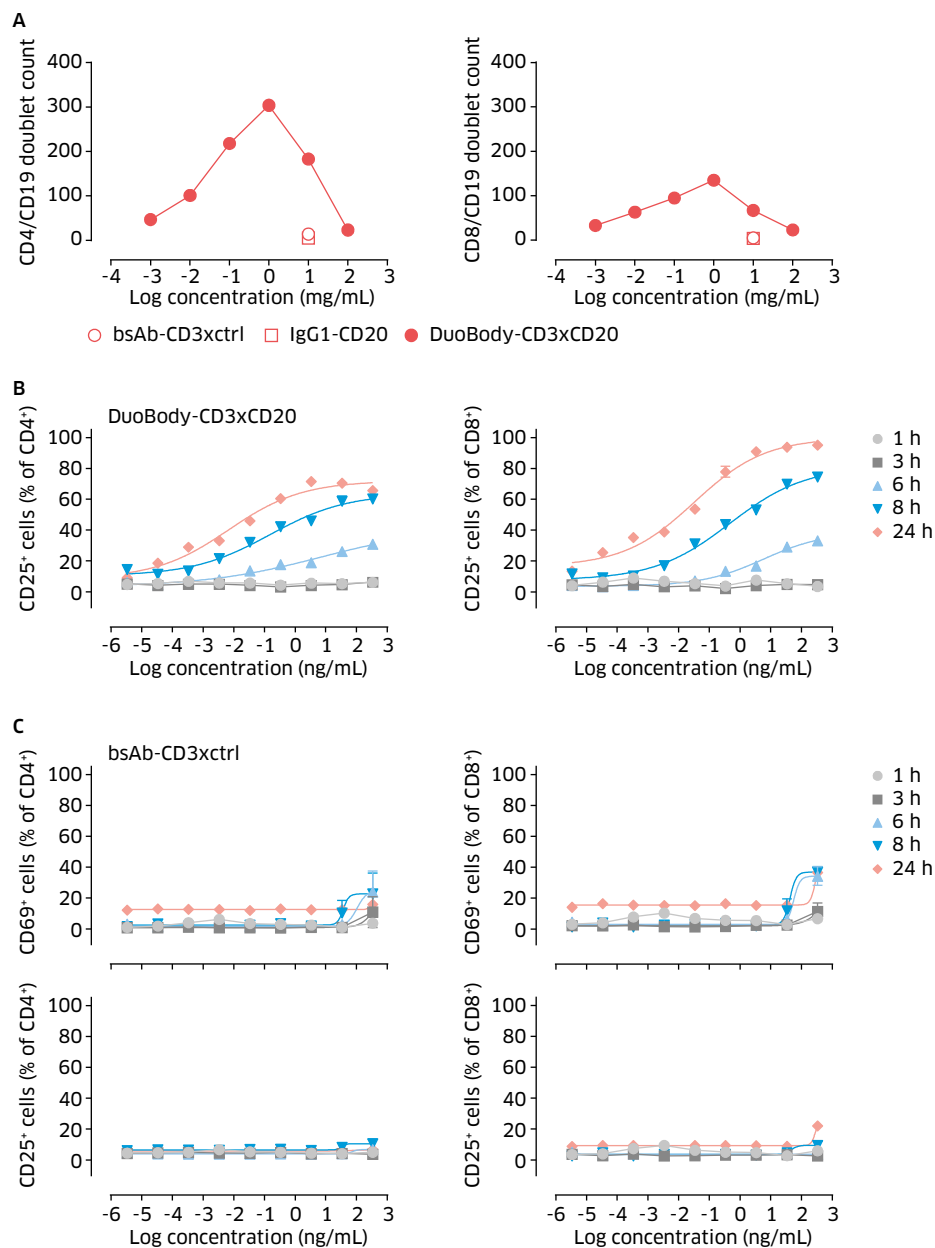 A
CD4/CD19 doublet count
400
300
200
100
0
-4 -3 -2 -1 0 1 2 3
Log concentration (mg/mL)
CD8/CD19 doublet count
400
300
200
100
0
-4 -3 -2 -1 0 1 2 3
Log concentration (mg/mL)
bsAb-CD3xctrl IgG1-CD20 DuoBody-CD3xCD20
B
DuoBody-CD3xCD20
CD25⁺ cells (% of CD4⁺)
100
80
60
40
20
0
-6 -5 -4 -3 -2 -1 0 1 2 3
Log concentration (ng/mL)
CD25⁺ cells (% of CD8⁺)
100
80
60
40
20
0
-6 -5 -4 -3 -2 -1 0 1 2 3
Log concentration (ng/mL)
1 h
3 h
6 h
8 h
24 h
C
bsAb-CD3xctrl
CD69⁺ cells (% of CD4⁺)
100
80
60
40
20
0
CD69⁺ cells (% of CD8⁺)
100
80
60
40
20
0
1 h
3 h
6 h
8 h
24 h
CD25⁺ cells (% of CD4⁺)
100
80
60
40
20
0
-6 -5 -4 -3 -2 -1 0 1 2 3
Log concentration (ng/mL)
CD25⁺ cells (% of CD8⁺)
100
80
60
40
20
0
-6 -5 -4 -3 -2 -1 0 1 2 3
Log concentration (ng/mL)